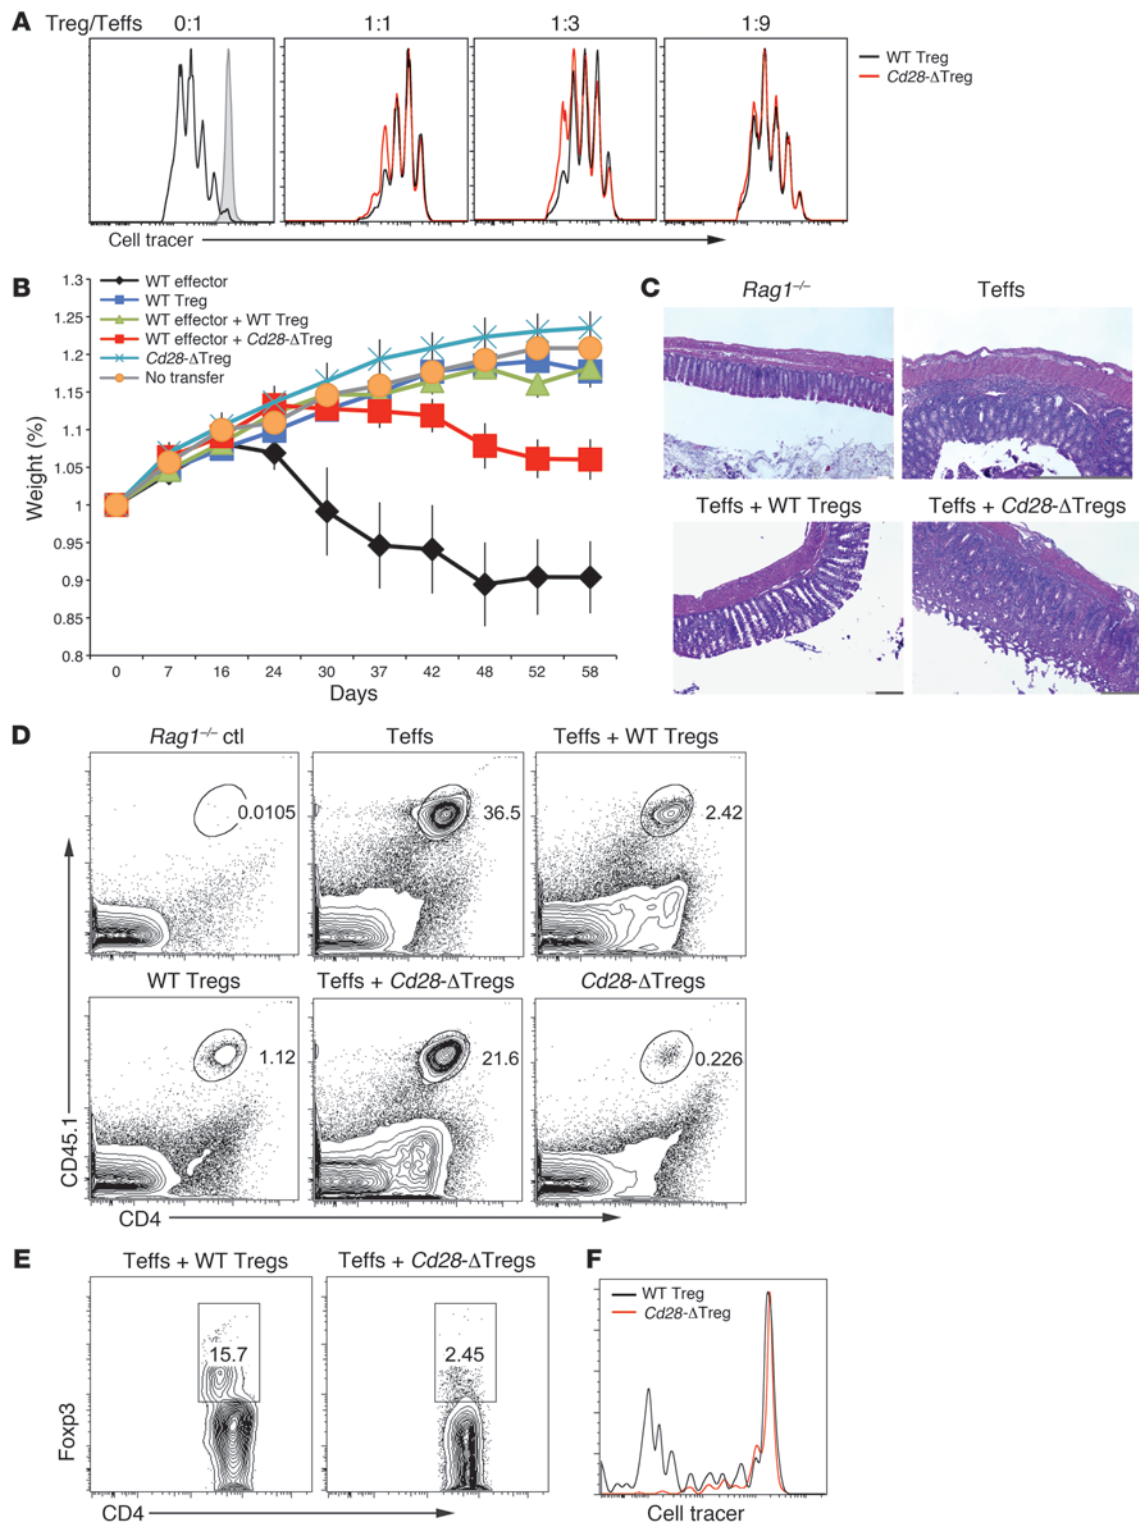 A
Treg/Teffs 0:1 1:1 1:3 1:9
WT Treg
Cd28-ΔTreg
Cell tracer
B
WT effector
WT Treg
WT effector + WT Treg
WT effector + Cd28-ΔTreg
Cd28-ΔTreg
No transfer
1.3
1.25
1.2
1.15
1.1
1.05
1
0.95
0.9
0.85
0.8
Weight (%)
0 7 16 24 30 37 42 48 52 58
Days
C
Rag1–/– Teffs
Teffs + WT Tregs Teffs + Cd28-ΔTregs
D
Rag1–/– ctl Teffs Teffs + WT Tregs
0.0105 36.5 2.42
WT Tregs Teffs + Cd28-ΔTregs Cd28-ΔTregs
1.12 21.6 0.226
CD45.1
CD4
E
Teffs + WT Tregs Teffs + Cd28-ΔTregs
15.7 2.45
Foxp3
CD4
F
WT Treg
Cd28-ΔTreg
Cell tracer